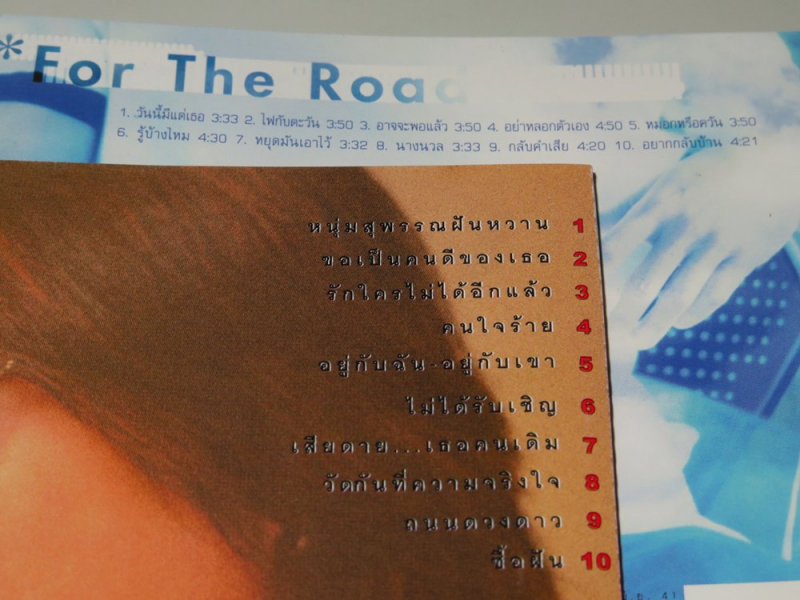 *For The Road
1. วันนี้มีแต่เธอ 3:33 2. ไฟกับตะวัน 3:50 3. อาจจะพอแล้ว 3:50 4. อย่าหลอกตัวเอง 4:50 5. หมอกหรือควัน 3:50
6. รู้บ้างไหม 4:30 7. หยุดมันเอาไว้ 3:32 8. นางนวล 3:33 9. กลับคำเสีย 4:20 10. อยากกลับบ้าน 4:21
หนุ่มสุพรรณฝันหวาน 1
ขอเป็นคนดีของเธอ 2
รักใครไม่ได้อีกแล้ว 3
คนใจร้าย 4
อยู่กับฉัน-อยู่กับเขา 5
ไม่ได้รับเชิญ 6
เสียดาย...เธอคนเดิม 7
วัดกันที่ความจริงใจ 8
ถนนดวงดาว 9
ซื้อฝัน 10